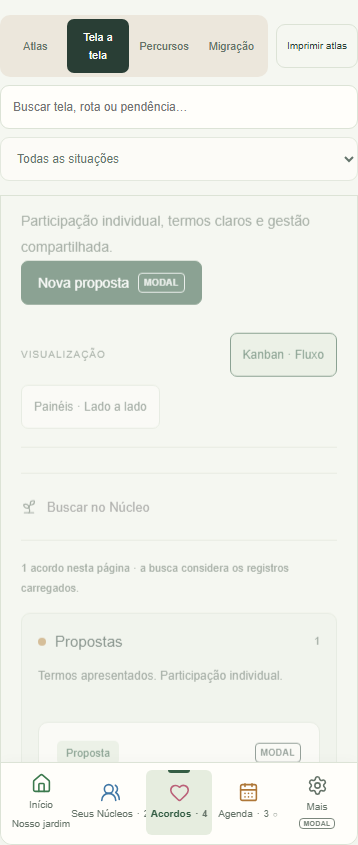 Atlas
Tela a
tela
Percursos
Migração
Imprimir atlas
Buscar tela, rota ou pendência...
Todas as situações
Participação individual, termos claros e gestão
compartilhada.
Nova proposta MODAL
VISUALIZAÇÃO
Kanban · Fluxo
Painéis · Lado a lado
Buscar no Núcleo
1 acordo nesta página · a busca considera os registros
carregados.
Propostas 1
Termos apresentados. Participação individual.
Proposta MODAL
Início
Nosso jardim
Seus Núcleos · 2
Acordos · 4
Agenda · 3
Mais
MODAL